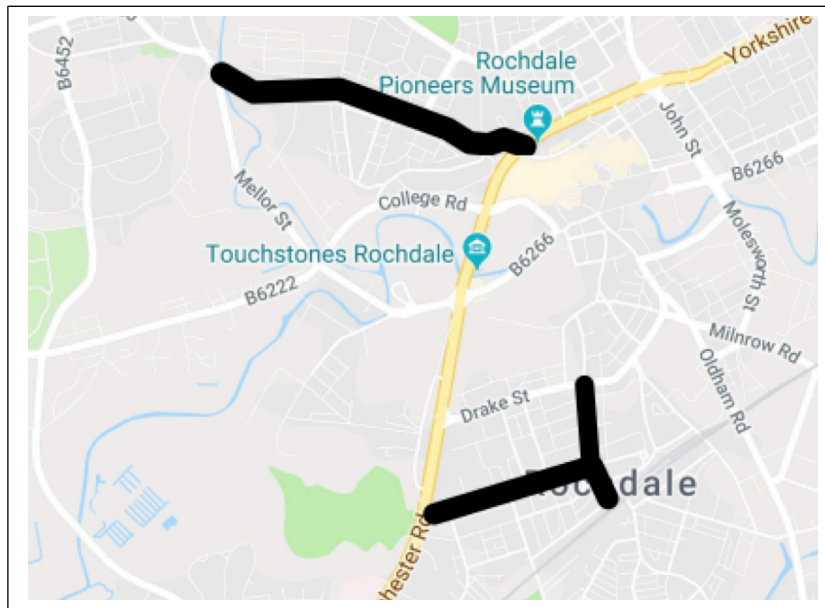 B6452
Yorkshire
Rochdale
Pioneers Museum
John St
B6266
Mellor St
College Rd
Molesworth St
Touchstones Rochdale
B6266
B6222
Milnrow Rd
Oldham Rd
Drake St
Rochdale
chester Rd